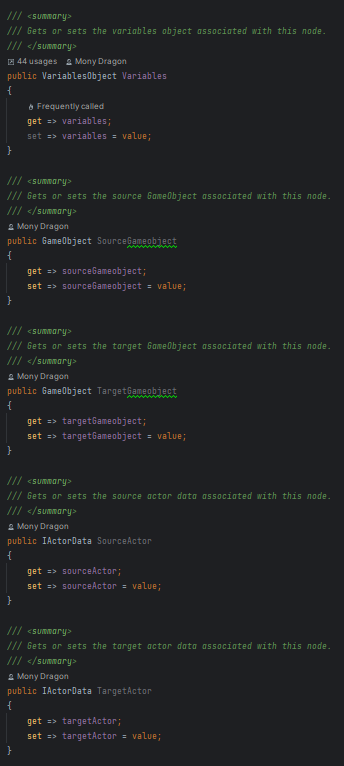 /// <summary>
/// Gets or sets the variables object associated with this node.
/// </summary>
44 usages Mony Dragon
public VariablesObject Variables
{
Frequently called
get => variables;
set => variables = value;
}
/// <summary>
/// Gets or sets the source GameObject associated with this node.
/// </summary>
Mony Dragon
public GameObject SourceGameobject
{
get => sourceGameobject;
set => sourceGameobject = value;
}
/// <summary>
/// Gets or sets the target GameObject associated with this node.
/// </summary>
Mony Dragon
public GameObject TargetGameobject
{
get => targetGameobject;
set => targetGameobject = value;
}
/// <summary>
/// Gets or sets the source actor data associated with this node.
/// </summary>
Mony Dragon
public IActorData SourceActor
{
get => sourceActor;
set => sourceActor = value;
}
/// <summary>
/// Gets or sets the target actor data associated with this node.
/// </summary>
Mony Dragon
public IActorData TargetActor
{
get => targetActor;
set => targetActor = value;
}